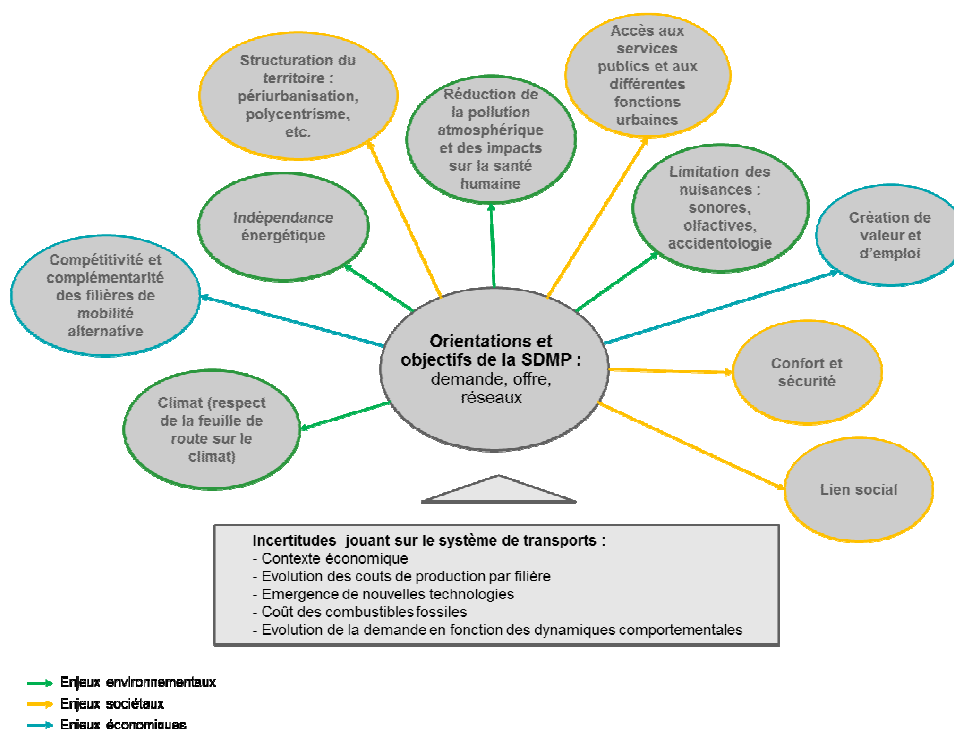 Structuration du
territoire :
périurbanisation,
polycentrisme,
etc.
Réduction de
la pollution
atmosphérique
et des impacts
sur la santé
humaine
Accès aux
services
publics et aux
différentes
fonctions
urbaines
Indépendance
énergétique
Limitation des
nuisances :
sonores,
olfactives,
accidentologie
Création de
valeur et
d'emploi
Compétitivité et
complémentarité
des filières de
mobilité
alternative
Orientations et
objectifs de la SDMP :
demande, offre,
réseaux
Confort et
sécurité
Climat (respect
de la feuille de
route sur le
climat)
Lien social
Incertitudes jouant sur le système de transports :
- Contexte économique
- Evolution des couts de production par filière
- Emergence de nouvelles technologies
- Coût des combustibles fossiles
- Evolution de la demande en fonction des dynamiques comportementales
Enjeux environnementaux
Enjeux sociétaux
Enjeux économiques